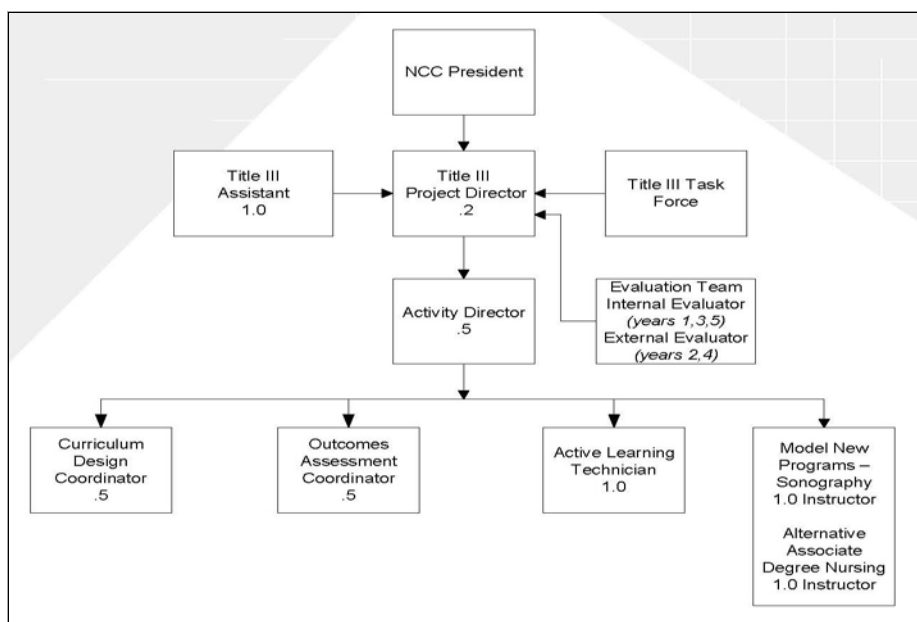 NCC President
Title III
Assistant
1.0
Title III
Project Director
.2
Title III Task
Force
Activity Director
.5
Evaluation Team
Internal Evaluator
(years 1,3,5)
External Evaluator
(years 2,4)
Curriculum
Design
Coordinator
.5
Outcomes
Assessment
Coordinator
.5
Active Learning
Technician
1.0
Model New
Programs –
Sonography
1.0 Instructor
Alternative
Associate
Degree Nursing
1.0 Instructor